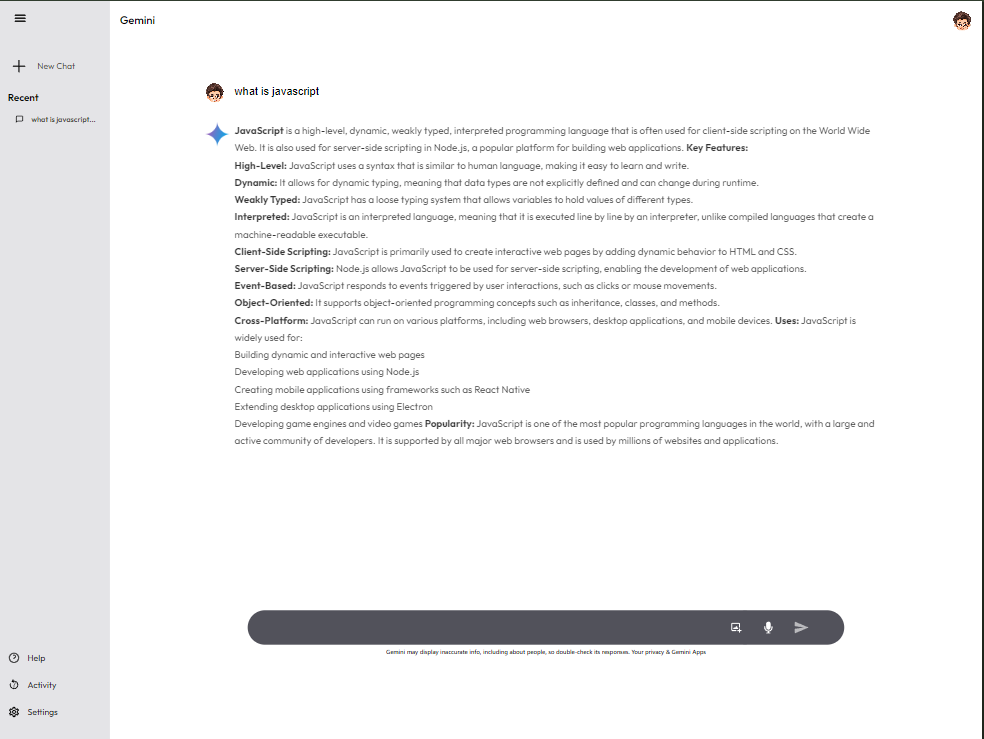 Gemini
New Chat
Recent
what is javascript...
what is javascript
JavaScript is a high-level, dynamic, weakly typed, interpreted programming language that is often used for client-side scripting on the World Wide
Web. It is also used for server-side scripting in Node.js, a popular platform for building web applications. Key Features:
High-Level: JavaScript uses a syntax that is similar to human language, making it easy to learn and write.
Dynamic: It allows for dynamic typing, meaning that data types are not explicitly defined and can change during runtime.
Weakly Typed: JavaScript has a loose typing system that allows variables to hold values of different types.
Interpreted: JavaScript is an interpreted language, meaning that it is executed line by line by an interpreter, unlike compiled languages that create a
machine-readable executable.
Client-Side Scripting: JavaScript is primarily used to create interactive web pages by adding dynamic behavior to HTML and CSS.
Server-Side Scripting: Node.js allows JavaScript to be used for server-side scripting, enabling the development of web applications.
Event-Based: JavaScript responds to events triggered by user interactions, such as clicks or mouse movements.
Object-Oriented: It supports object-oriented programming concepts such as inheritance, classes, and methods.
Cross-Platform: JavaScript can run on various platforms, including web browsers, desktop applications, and mobile devices. Uses: JavaScript is
widely used for:
Building dynamic and interactive web pages
Developing web applications using Node.js
Creating mobile applications using frameworks such as React Native
Extending desktop applications using Electron
Developing game engines and video games Popularity: JavaScript is one of the most popular programming languages in the world, with a large and
active community of developers. It is supported by all major web browsers and is used by millions of websites and applications.
Gemini may display inaccurate info, including about people, so double-check its responses. Your privacy & Gemini Apps
Help
Activity
Settings